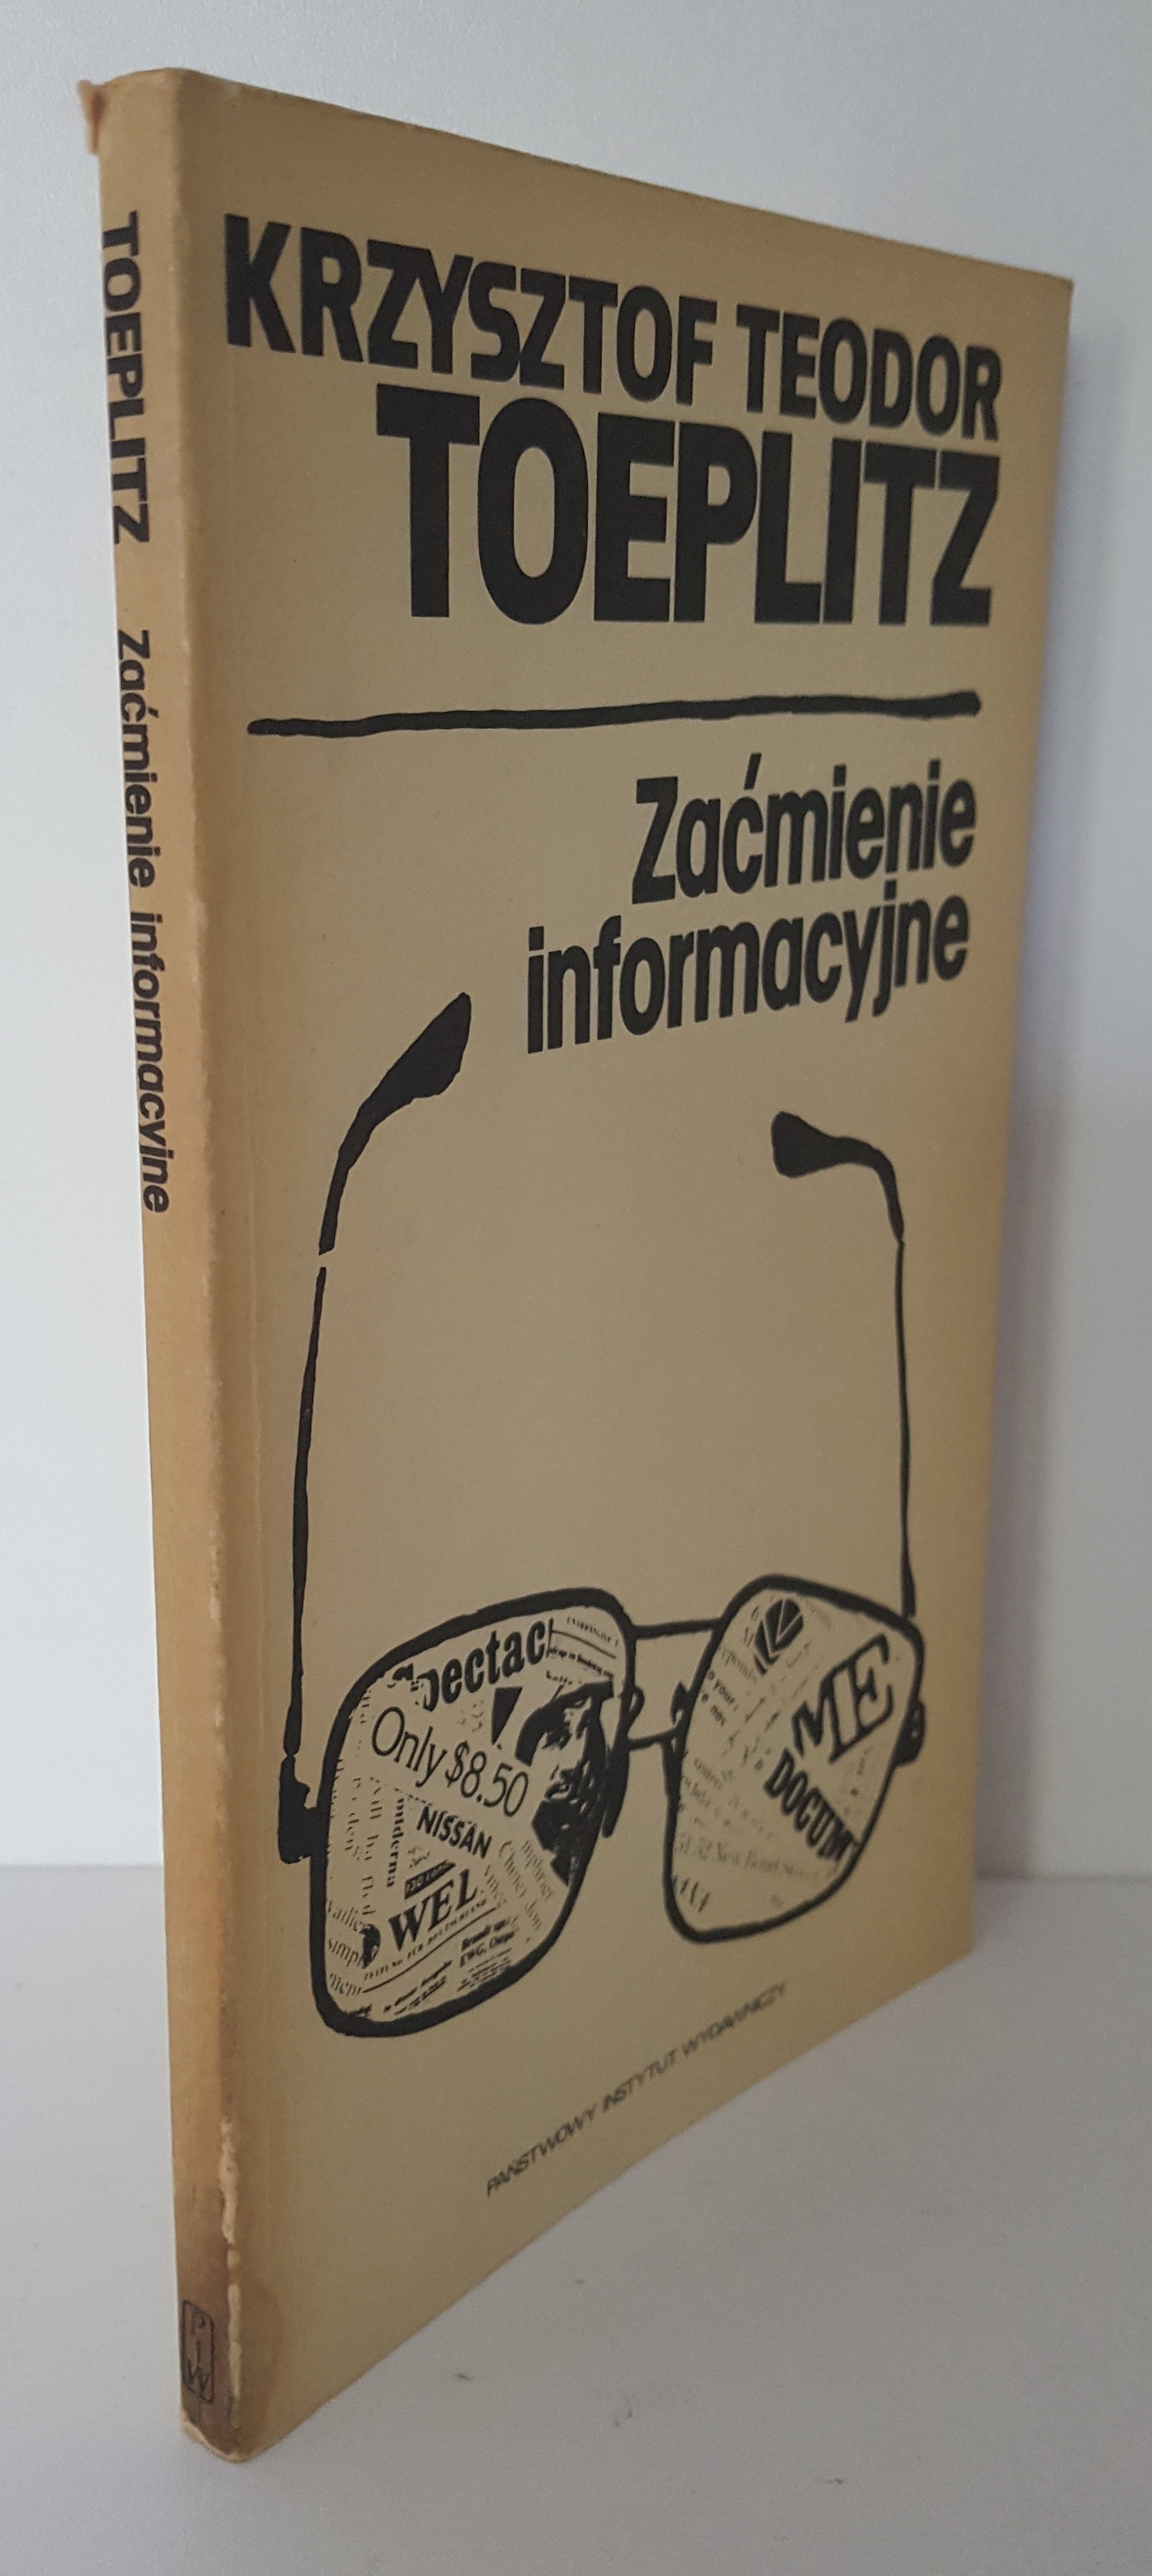 TOEPLITZ Zaćmienie informacyjne
PIW
KRZYSZTOF TEODOR
TOEPLITZ
Zaćmienie
informacyjne
Spectac
Only $8.50
NISSAN
WEL
ME
DOCUM
PAŃSTWOWY INSTYTUT WYDAWNICZY